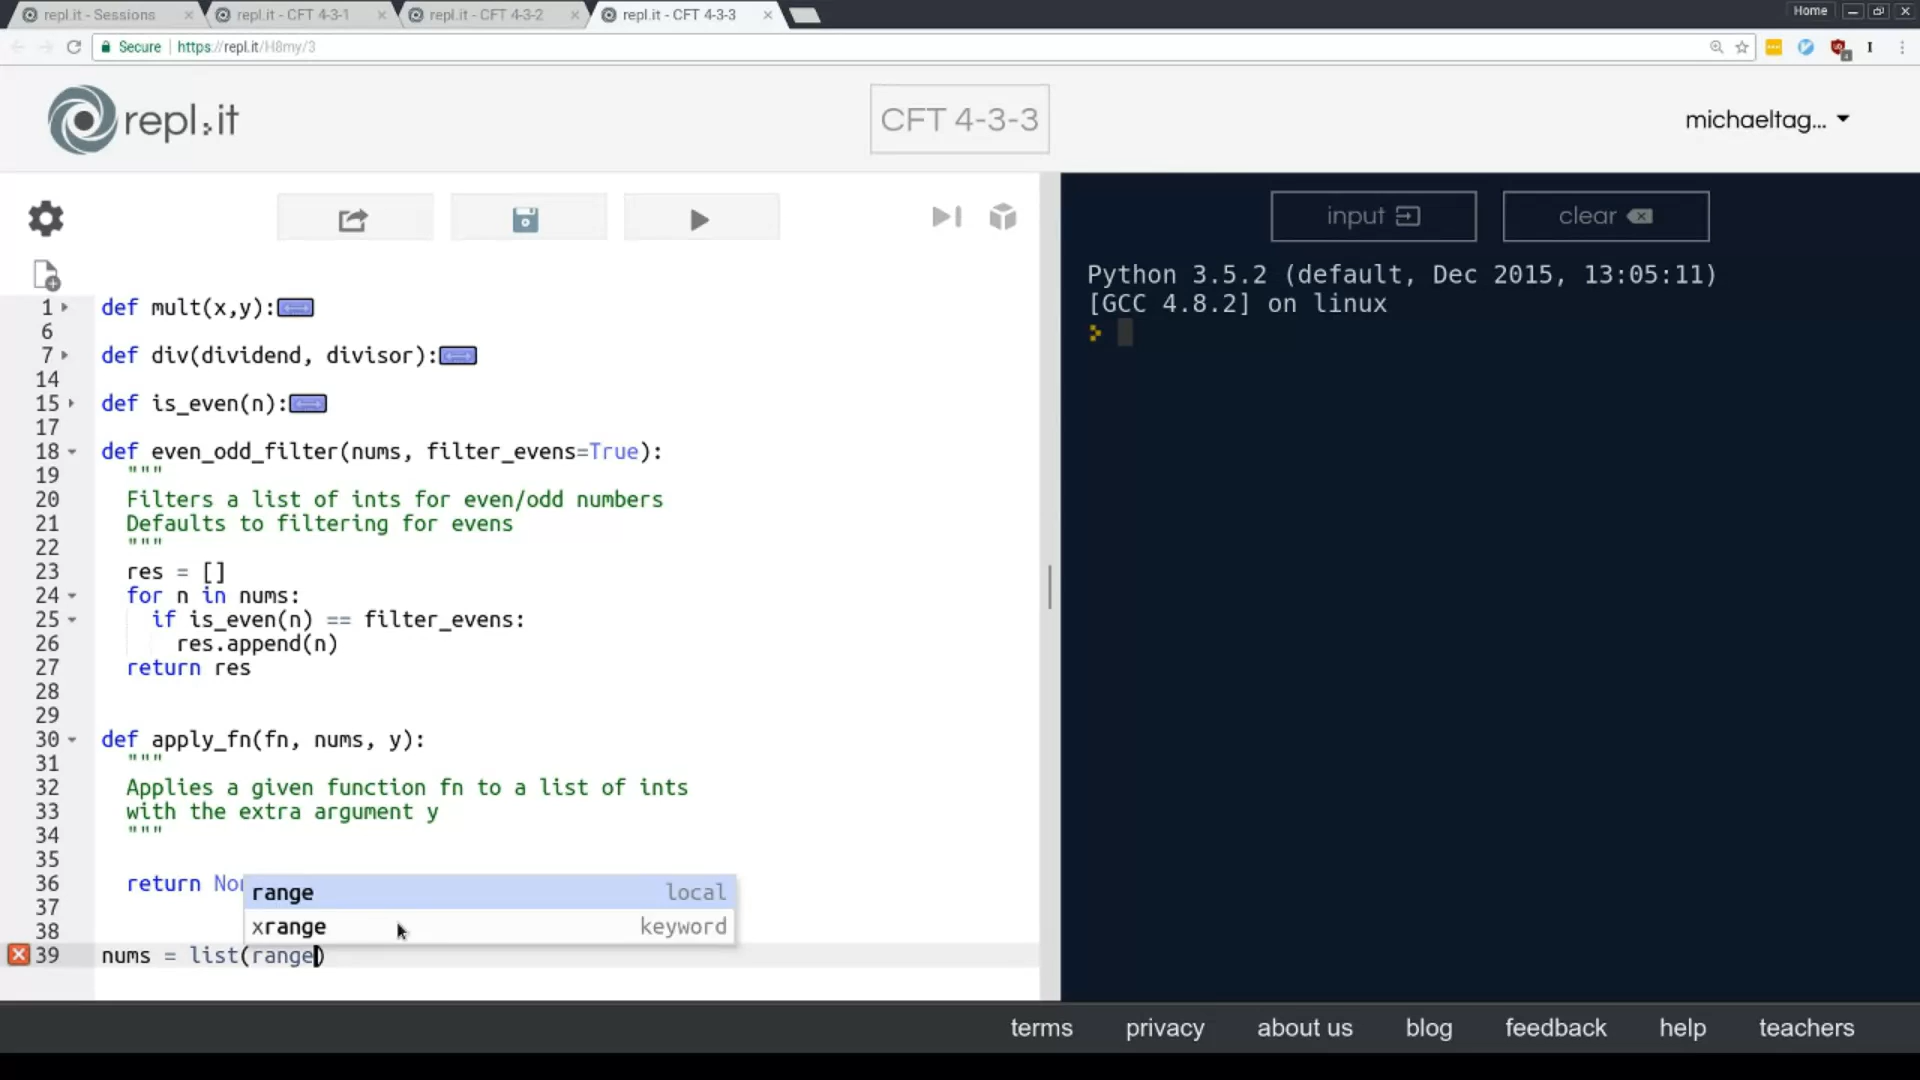 repl.it - Sessions
repl.it - CFT 4-3-1
repl.it - CFT 4-3-2
repl.it - CFT 4-3-3
Home
Secure
https://repl.it/H8my/3
repl.it
CFT 4-3-3
michaeltag...
input
clear
1 def mult(x,y):
6
7 def div(dividend, divisor):
14
15 def is_even(n):
17
18 def even_odd_filter(nums, filter_evens=True):
19 """
20 Filters a list of ints for even/odd numbers
21 Defaults to filtering for evens
22 """
23 res = []
24 for n in nums:
25 if is_even(n) == filter_evens:
26 res.append(n)
27 return res
28
29
30 def apply_fn(fn, nums, y):
31 """
32 Applies a given function fn to a list of ints
33 with the extra argument y
34 """
35
36 return No
37
38
39 nums = list(range)
range local
xrange keyword
Python 3.5.2 (default, Dec 2015, 13:05:11)
[GCC 4.8.2] on linux
terms
privacy
about us
blog
feedback
help
teachers